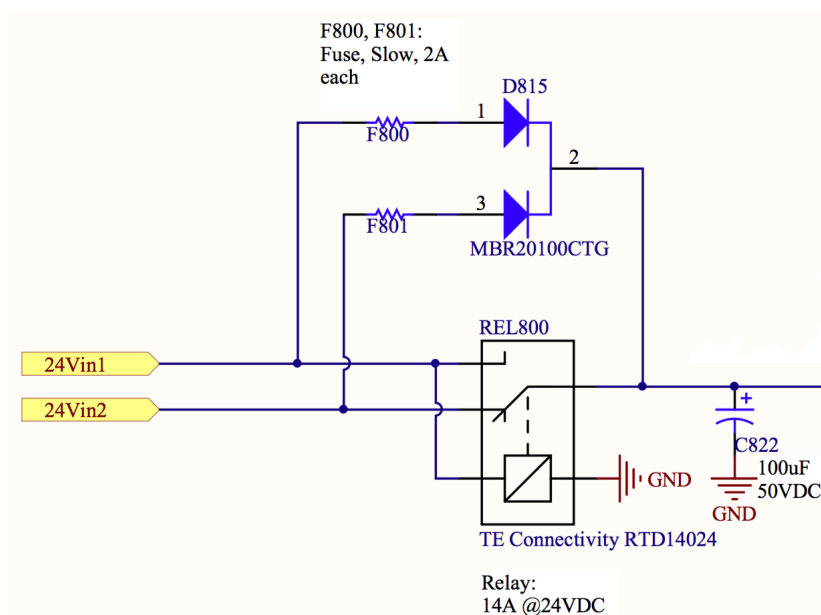 F800, F801:
Fuse, Slow, 2A
each
D815
1
F800
2
3
F801
MBR20100CTG
REL800
24Vin1
24Vin2
+
C822
100uF
50VDC
GND
GND
TE Connectivity RTD14024
Relay:
14A @24VDC